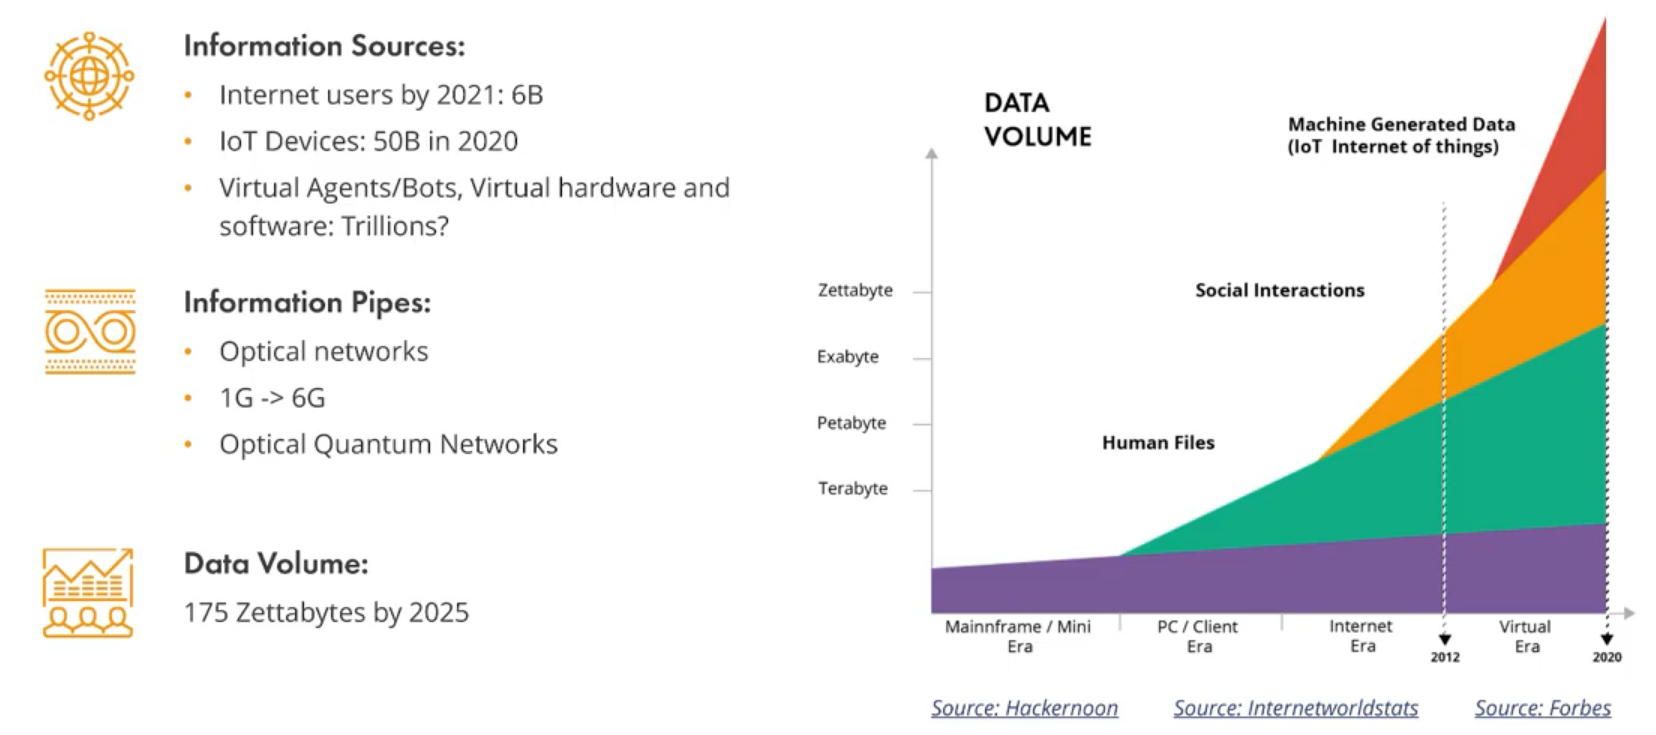 Information Sources:
• Internet users by 2021: 6B
• IoT Devices: 50B in 2020
• Virtual Agents/Bots, Virtual hardware and
software: Trillions?
Information Pipes:
• Optical networks
• 1G -> 6G
• Optical Quantum Networks
Data Volume:
175 Zettabytes by 2025
DATA
VOLUME
Machine Generated Data
(IoT Internet of things)
Social Interactions
Human Files
Zettabyte
Exabyte
Petabyte
Terabyte
Mainnframe / Mini
Era
PC / Client
Era
Internet
Era
2012
Virtual
Era
2020
Source: Hackernoon
Source: Internetworldstats
Source: Forbes